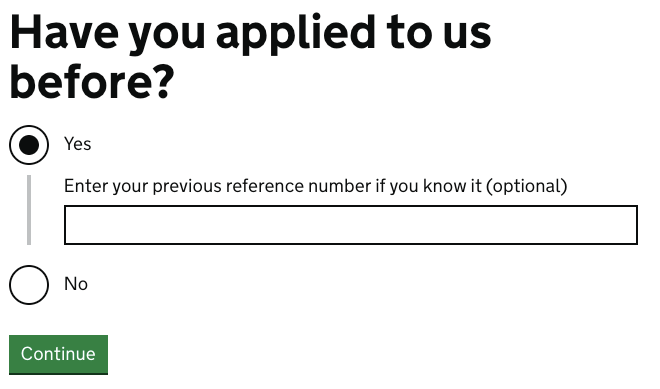 Have you applied to us
before?
Yes
Enter your previous reference number if you know it (optional)
No
Continue